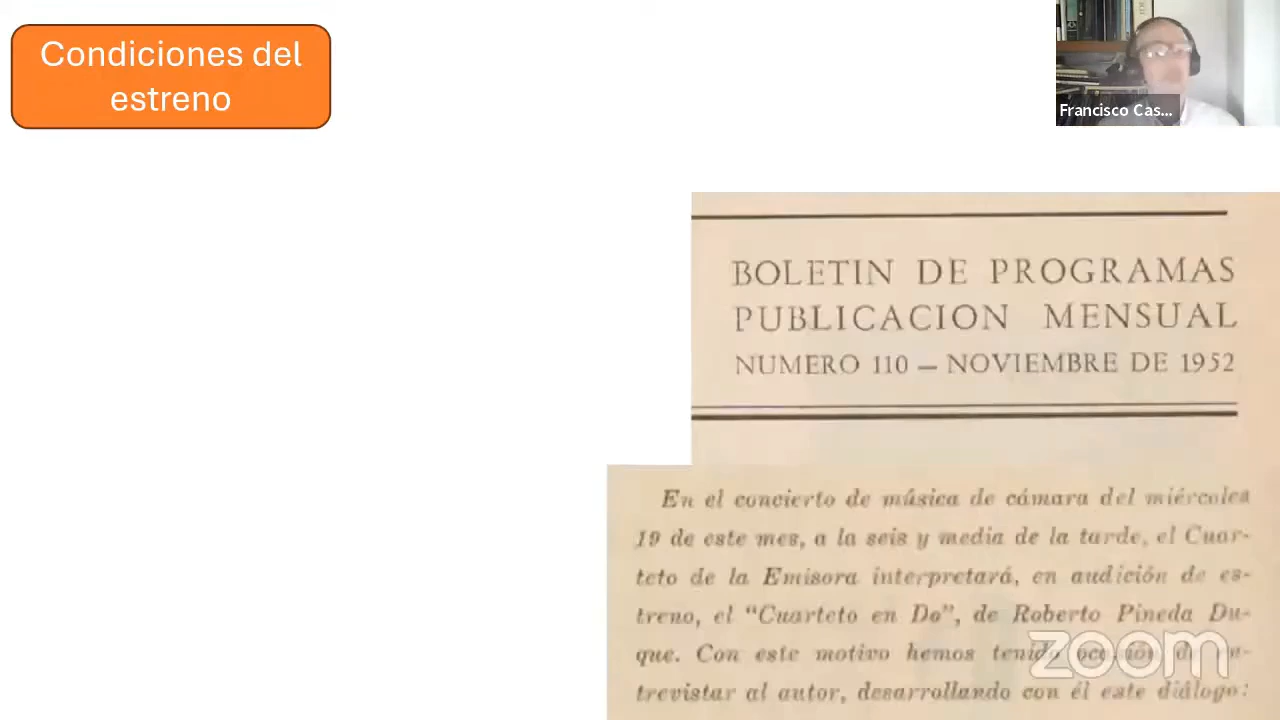 Condiciones del
estreno
Francisco Cas...
BOLETIN DE PROGRAMAS
PUBLICACION MENSUAL
NUMERO 110 — NOVIEMBRE DE 1952
En el concierto de música de cámara del miércoles
19 de este mes, a la seis y media de la tarde, el Cuar-
teto de la Emisora interpretará, en audición de es-
treno, el "Cuarteto en Do", de Roberto Pineda Du-
que. Con este motivo hemos tenido ocasión de en-
trevistar al autor, desarrollando con él este diálogo:
zoom